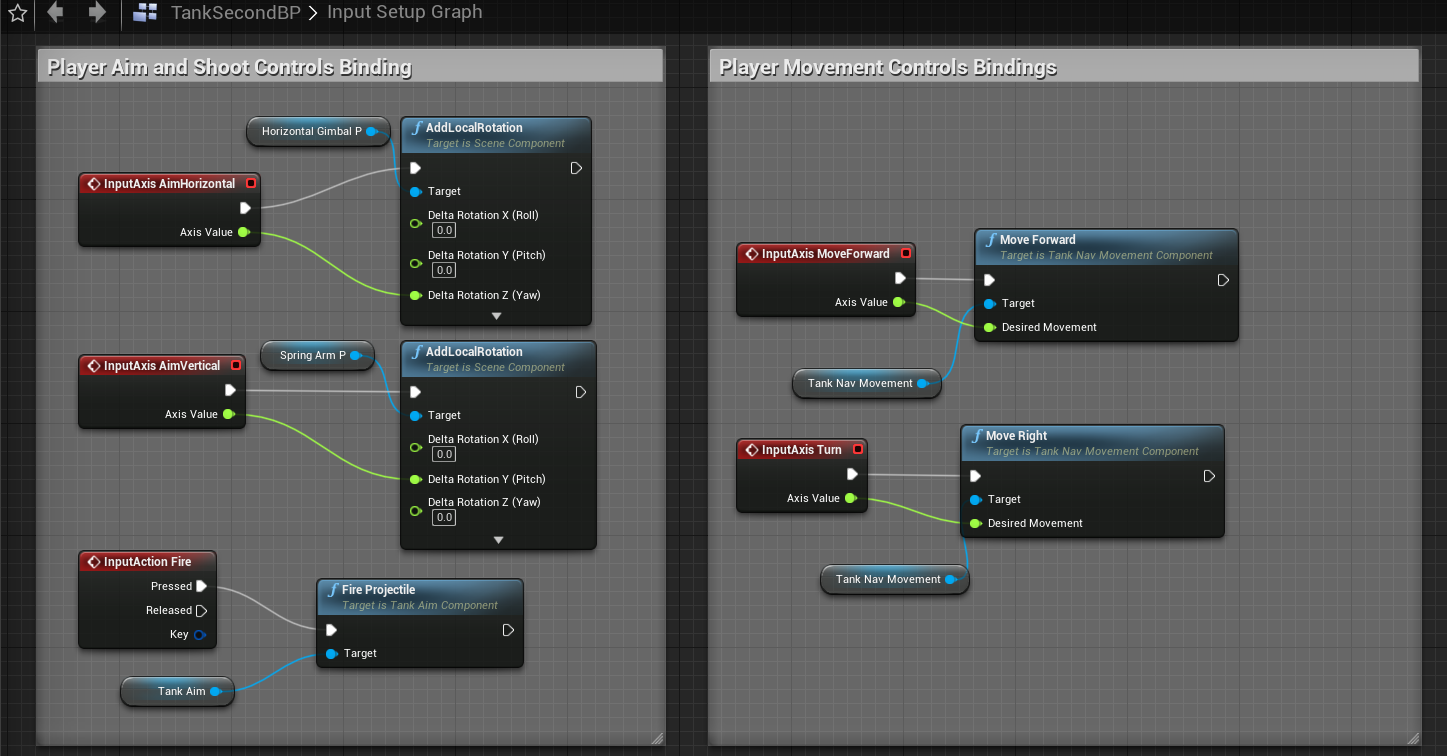 TankSecondBP > Input Setup Graph
Player Aim and Shoot Controls Binding
Horizontal Gimbal P
AddLocalRotation
Target is Scene Component
Target
Delta Rotation X (Roll)
0.0
Delta Rotation Y (Pitch)
0.0
Delta Rotation Z (Yaw)
InputAxis AimHorizontal
Axis Value
Spring Arm P
AddLocalRotation
Target is Scene Component
Target
Delta Rotation X (Roll)
0.0
Delta Rotation Y (Pitch)
Delta Rotation Z (Yaw)
0.0
InputAxis AimVertical
Axis Value
InputAction Fire
Pressed
Released
Key
Fire Projectile
Target is Tank Aim Component
Target
Tank Aim
Player Movement Controls Bindings
InputAxis MoveForward
Axis Value
Move Forward
Target is Tank Nav Movement Component
Target
Desired Movement
Tank Nav Movement
InputAxis Turn
Axis Value
Move Right
Target is Tank Nav Movement Component
Target
Desired Movement
Tank Nav Movement